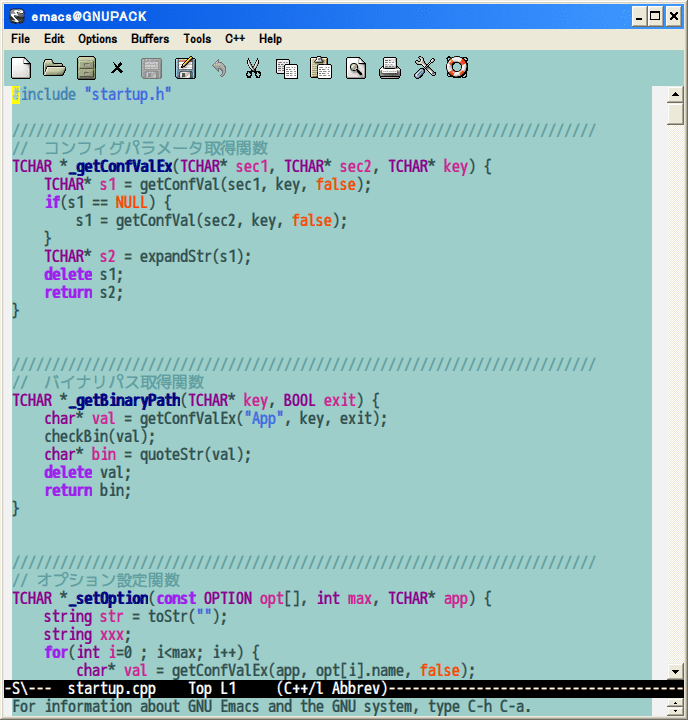 emacs@GNUPACK
File Edit Options Buffers Tools C++ Help
#include "startup.h"
/////////////////////////////////////////////////////////////////////////
// コンフィグパラメータ取得関数
TCHAR *_getConfValEx(TCHAR* sec1, TCHAR* sec2, TCHAR* key) {
    TCHAR* s1 = getConfVal(sec1, key, false);
    if(s1 == NULL) {
        s1 = getConfVal(sec2, key, false);
    }
    TCHAR* s2 = expandStr(s1);
    delete s1;
    return s2;
}
/////////////////////////////////////////////////////////////////////////
// バイナリパス取得関数
TCHAR *_getBinaryPath(TCHAR* key, BOOL exit) {
    char* val = getConfValEx("App", key, exit);
    checkBin(val);
    char* bin = quoteStr(val);
    delete val;
    return bin;
}
/////////////////////////////////////////////////////////////////////////
// オプション設定関数
TCHAR *_setOption(const OPTION opt[], int max, TCHAR* app) {
    string str = toStr("");
    string xxx;
    for(int i=0 ; i<max; i++) {
        char* val = getConfValEx(app, opt[i].name, false);
-S\--- startup.cpp Top L1 (C++/l Abbrev)-------------------------------------
For information about GNU Emacs and the GNU system, type C-h C-a.